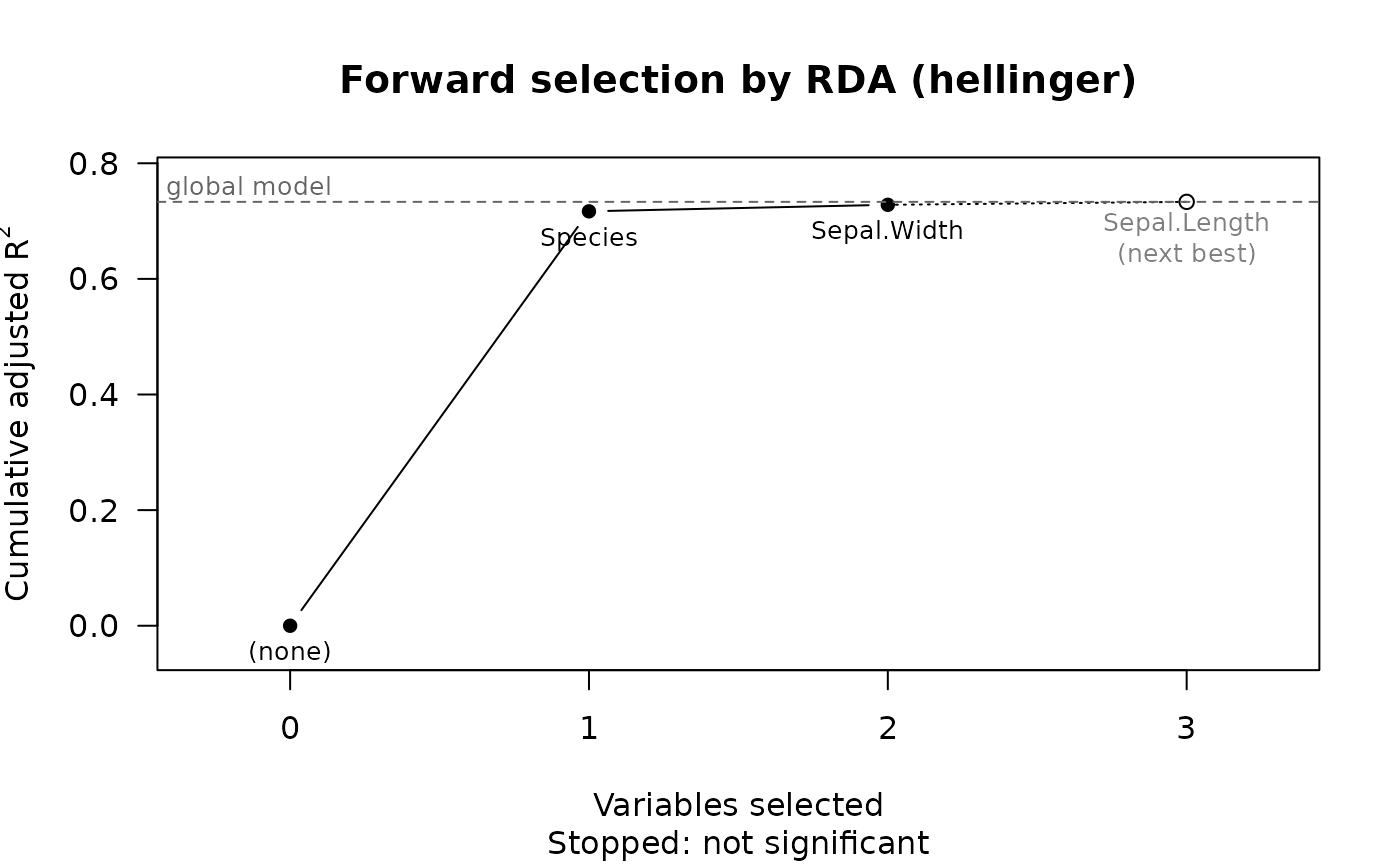 Forward selection by RDA (hellinger)
Cumulative adjusted R²
0.8
0.6
0.4
0.2
0.0
global model
Species
Sepal.Width
Sepal.Length
(next best)
(none)
0
1
2
3
Variables selected
Stopped: not significant